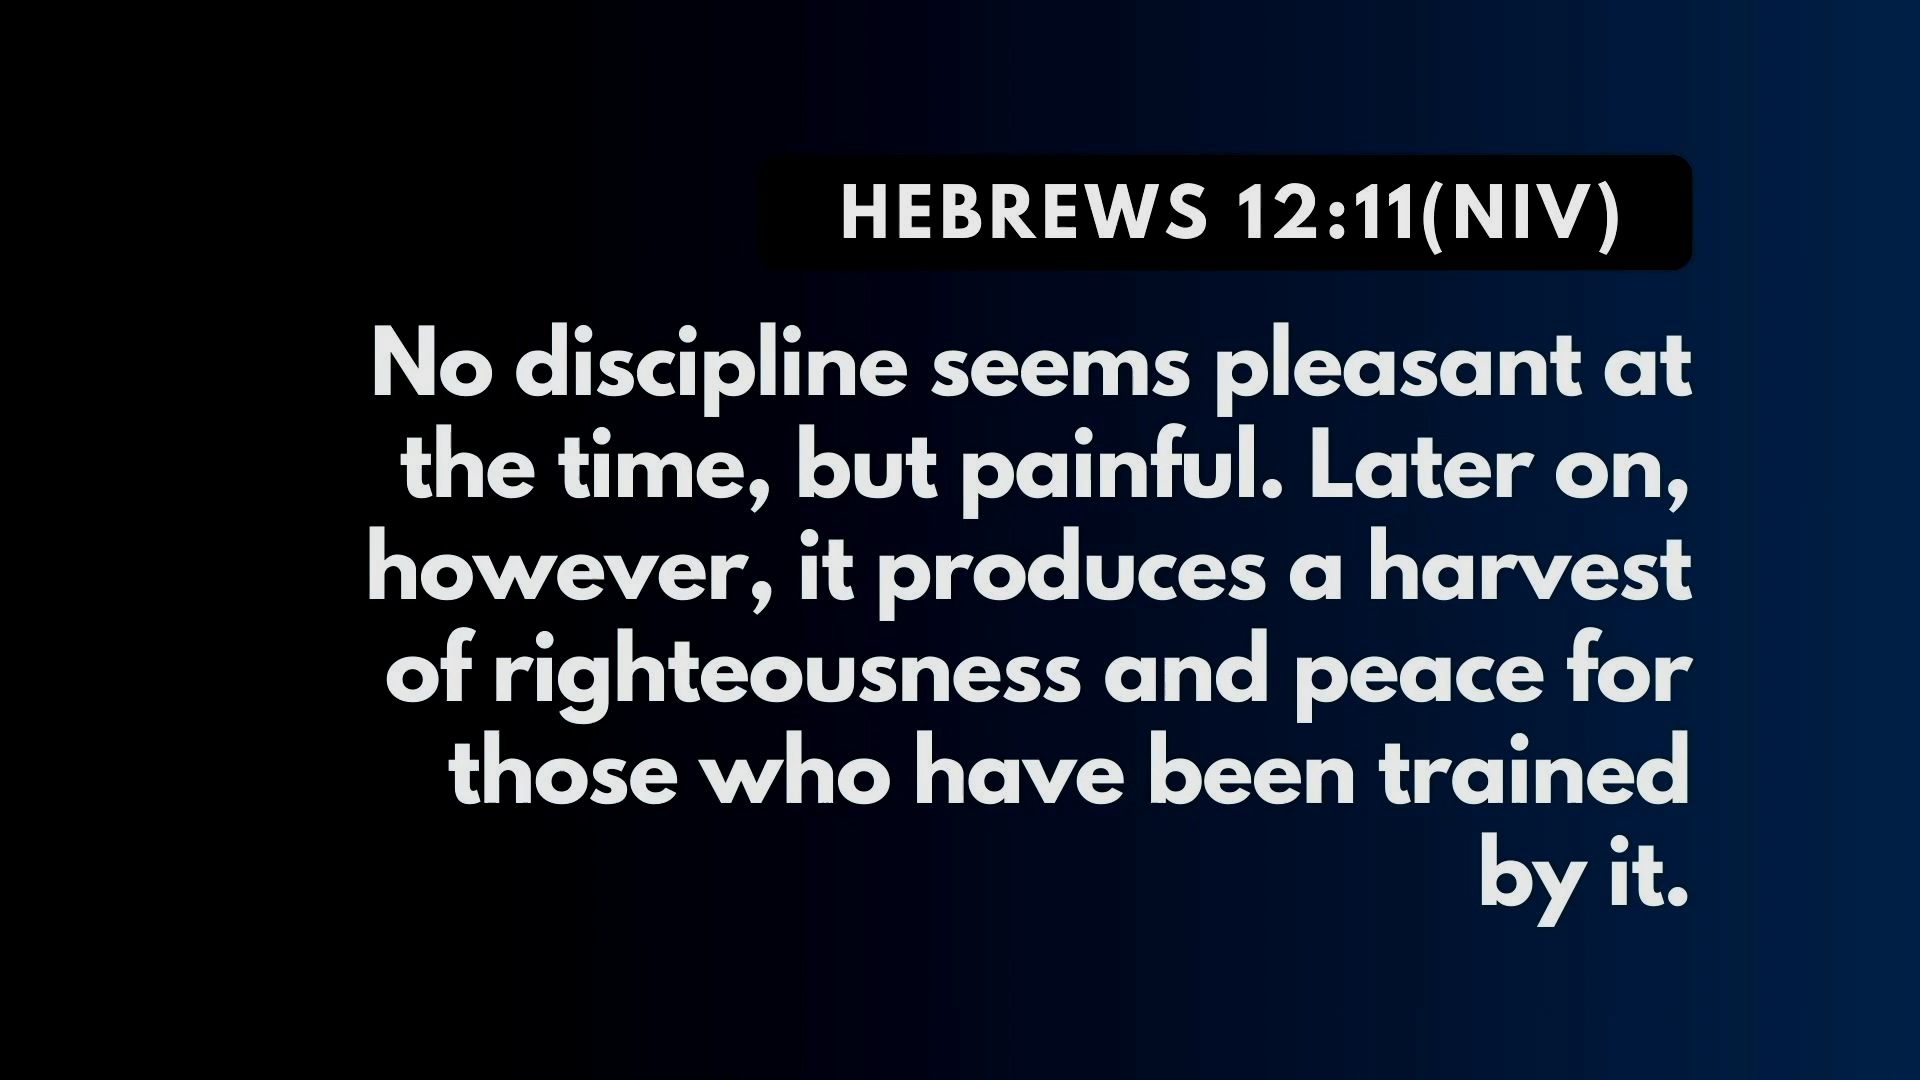 HEBREWS 12:11(NIV)
No discipline seems pleasant at
the time, but painful. Later on,
however, it produces a harvest
of righteousness and peace for
those who have been trained
by it.